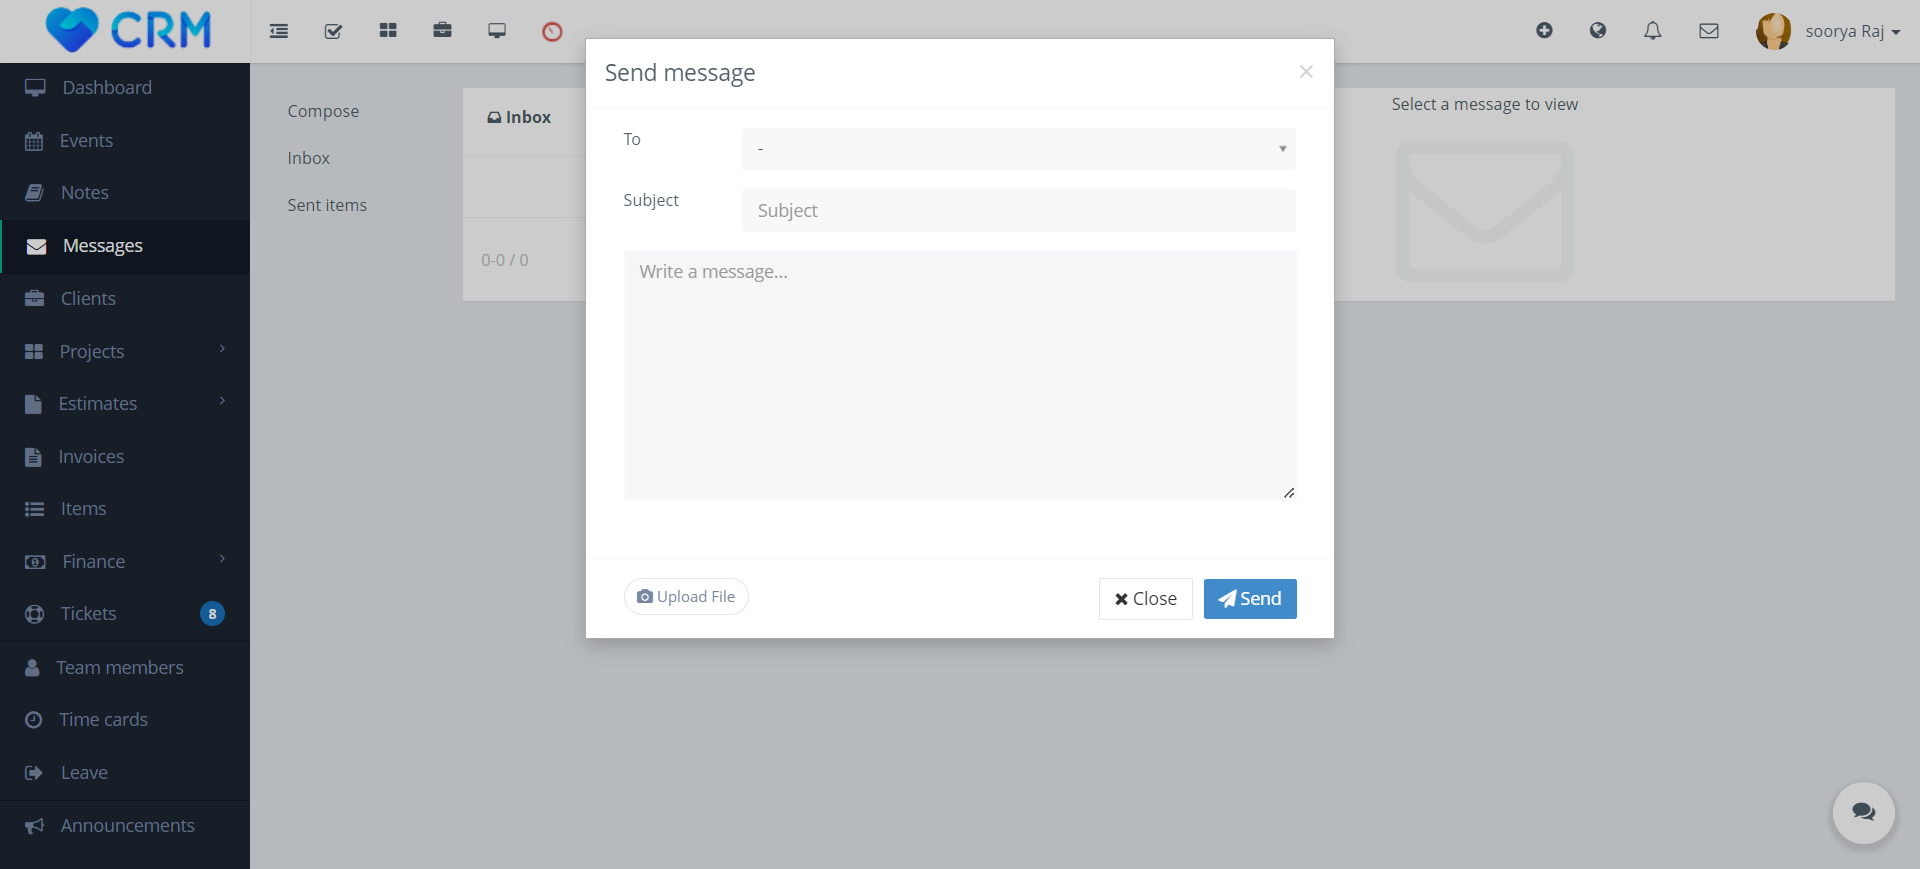 CRM
soorya Raj
Dashboard
Events
Notes
Messages
Clients
Projects
Estimates
Invoices
Items
Finance
Tickets
8
Team members
Time cards
Leave
Announcements
Compose
Inbox
Sent items
Inbox
0-0 / 0
Select a message to view
Send message
×
To
-
Subject
Subject
Write a message...
Upload File
Close
Send